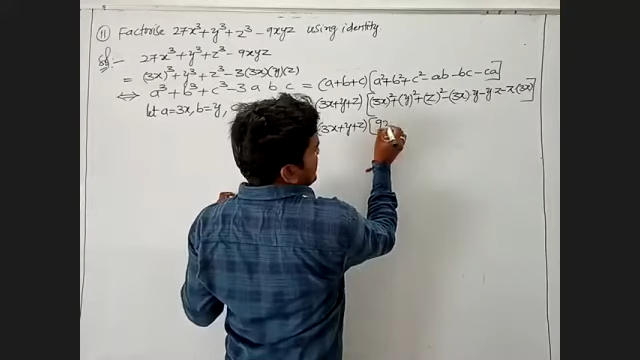 11 Factorise 27x³+y³+z³-9xyz using identity.
Sol:- 27x³+y³+z³-9xyz
= (3x)³+y³+z³-3(3x)(y)(z)
⇔ a³+b³+c³-3abc = (a+b+c)[a²+b²+c²-ab-bc-ca]
let a=3x, b=y, (3x+y+z)[(3x)²+(y)²+(z)²-(3x)y-yz-z(3x)]
(3x+y+z)[9